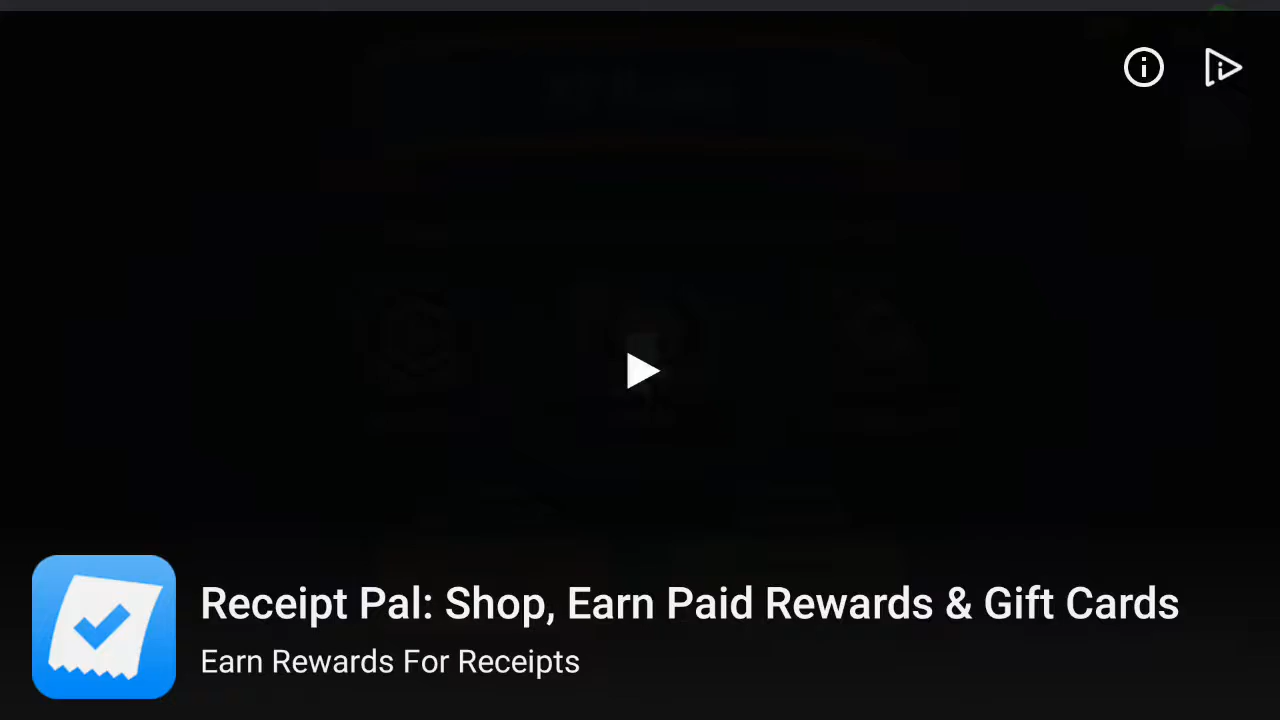 Receipt Pal: Shop, Earn Paid Rewards & Gift Cards
Earn Rewards For Receipts